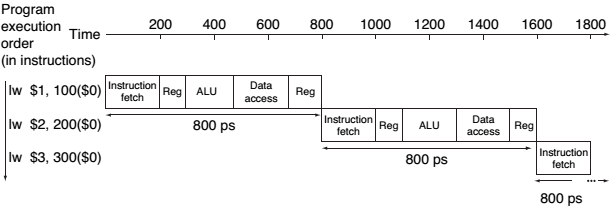 Program
execution
order
(in instructions)
Time
200 400 600 800 1000 1200 1400 1600 1800
lw $1, 100($0)
Instruction fetch
Reg
ALU
Data access
Reg
800 ps
lw $2, 200($0)
Instruction fetch
Reg
ALU
Data access
Reg
800 ps
lw $3, 300($0)
Instruction fetch
...
800 ps